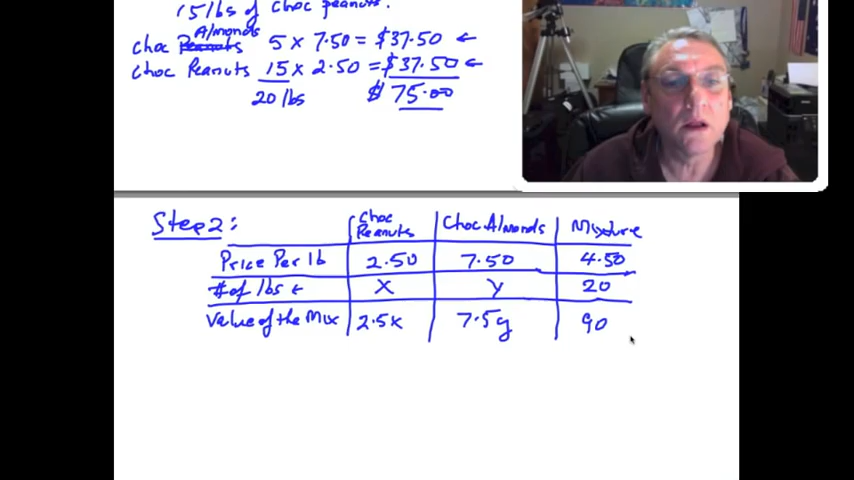 15 lbs of choc peanuts.
Almonds
choc Peanuts 5 x 7.50 = $37.50 ←
choc Peanuts 15 x 2.50 = $37.50 ←
20 lbs $75.00
Step 2:
Choc Peanuts Choc Almonds Mixture
Price Per lb 2.50 7.50 4.50
# of lbs ← X y 20
Value of the Mix 2.5x 7.5y 90